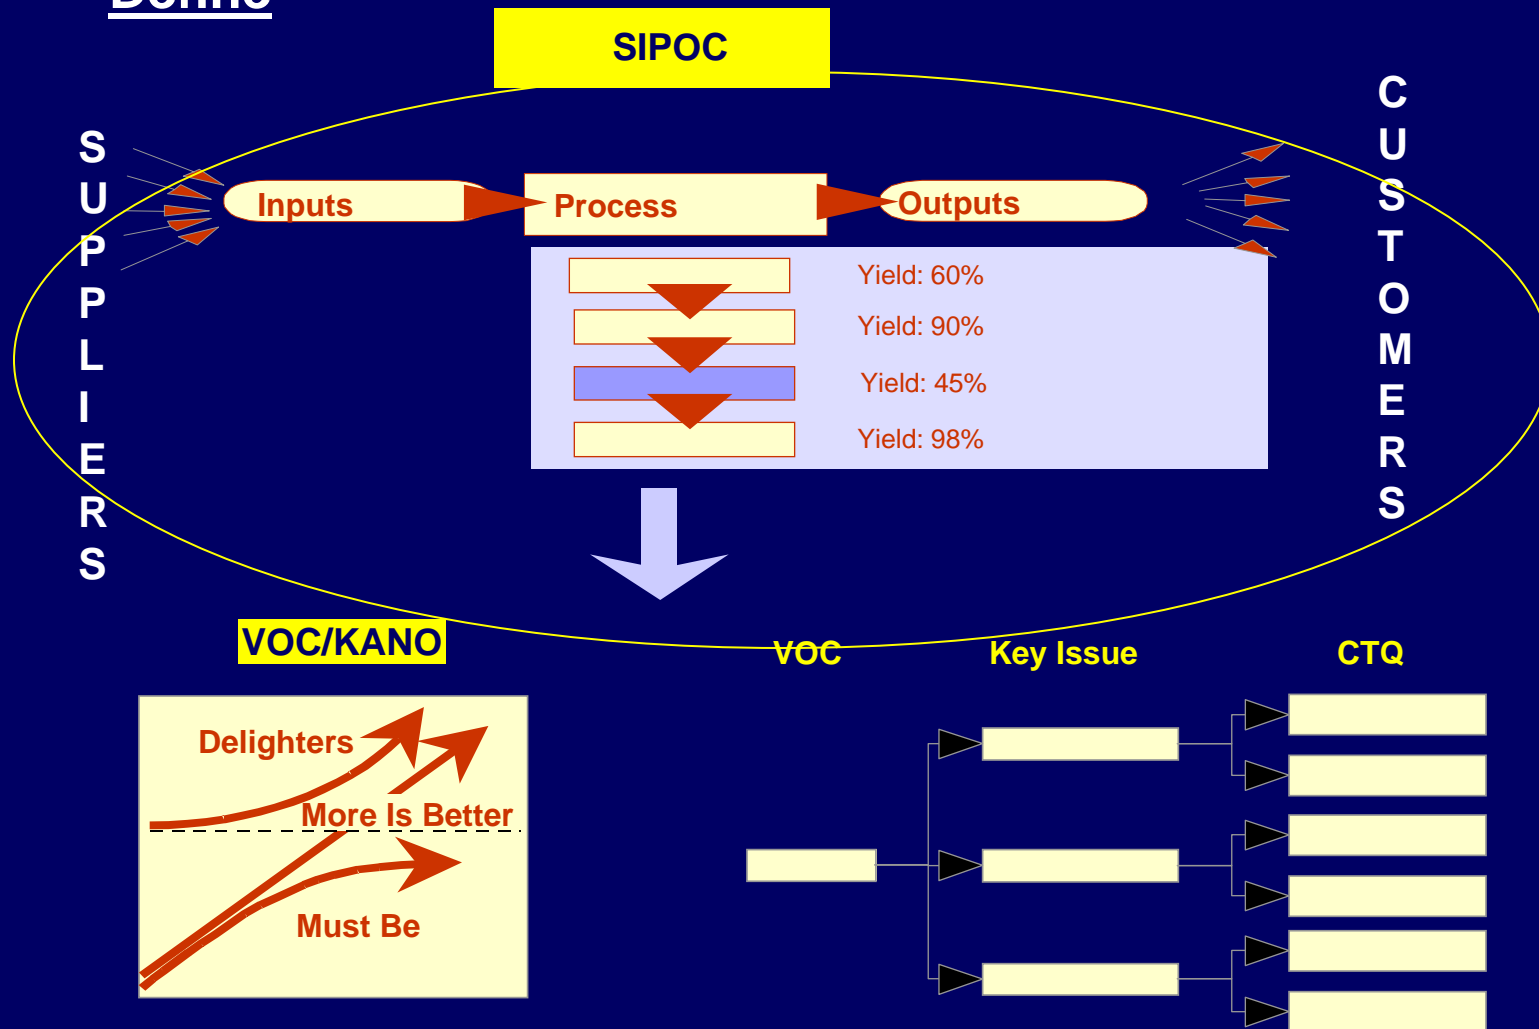 Define
SIPOC
SUPPLIERS
CUSTOMERS
Inputs
Process
Outputs
Yield: 60%
Yield: 90%
Yield: 45%
Yield: 98%
VOC/KANO
VOC
Key Issue
CTQ
Delighters
More Is Better
Must Be